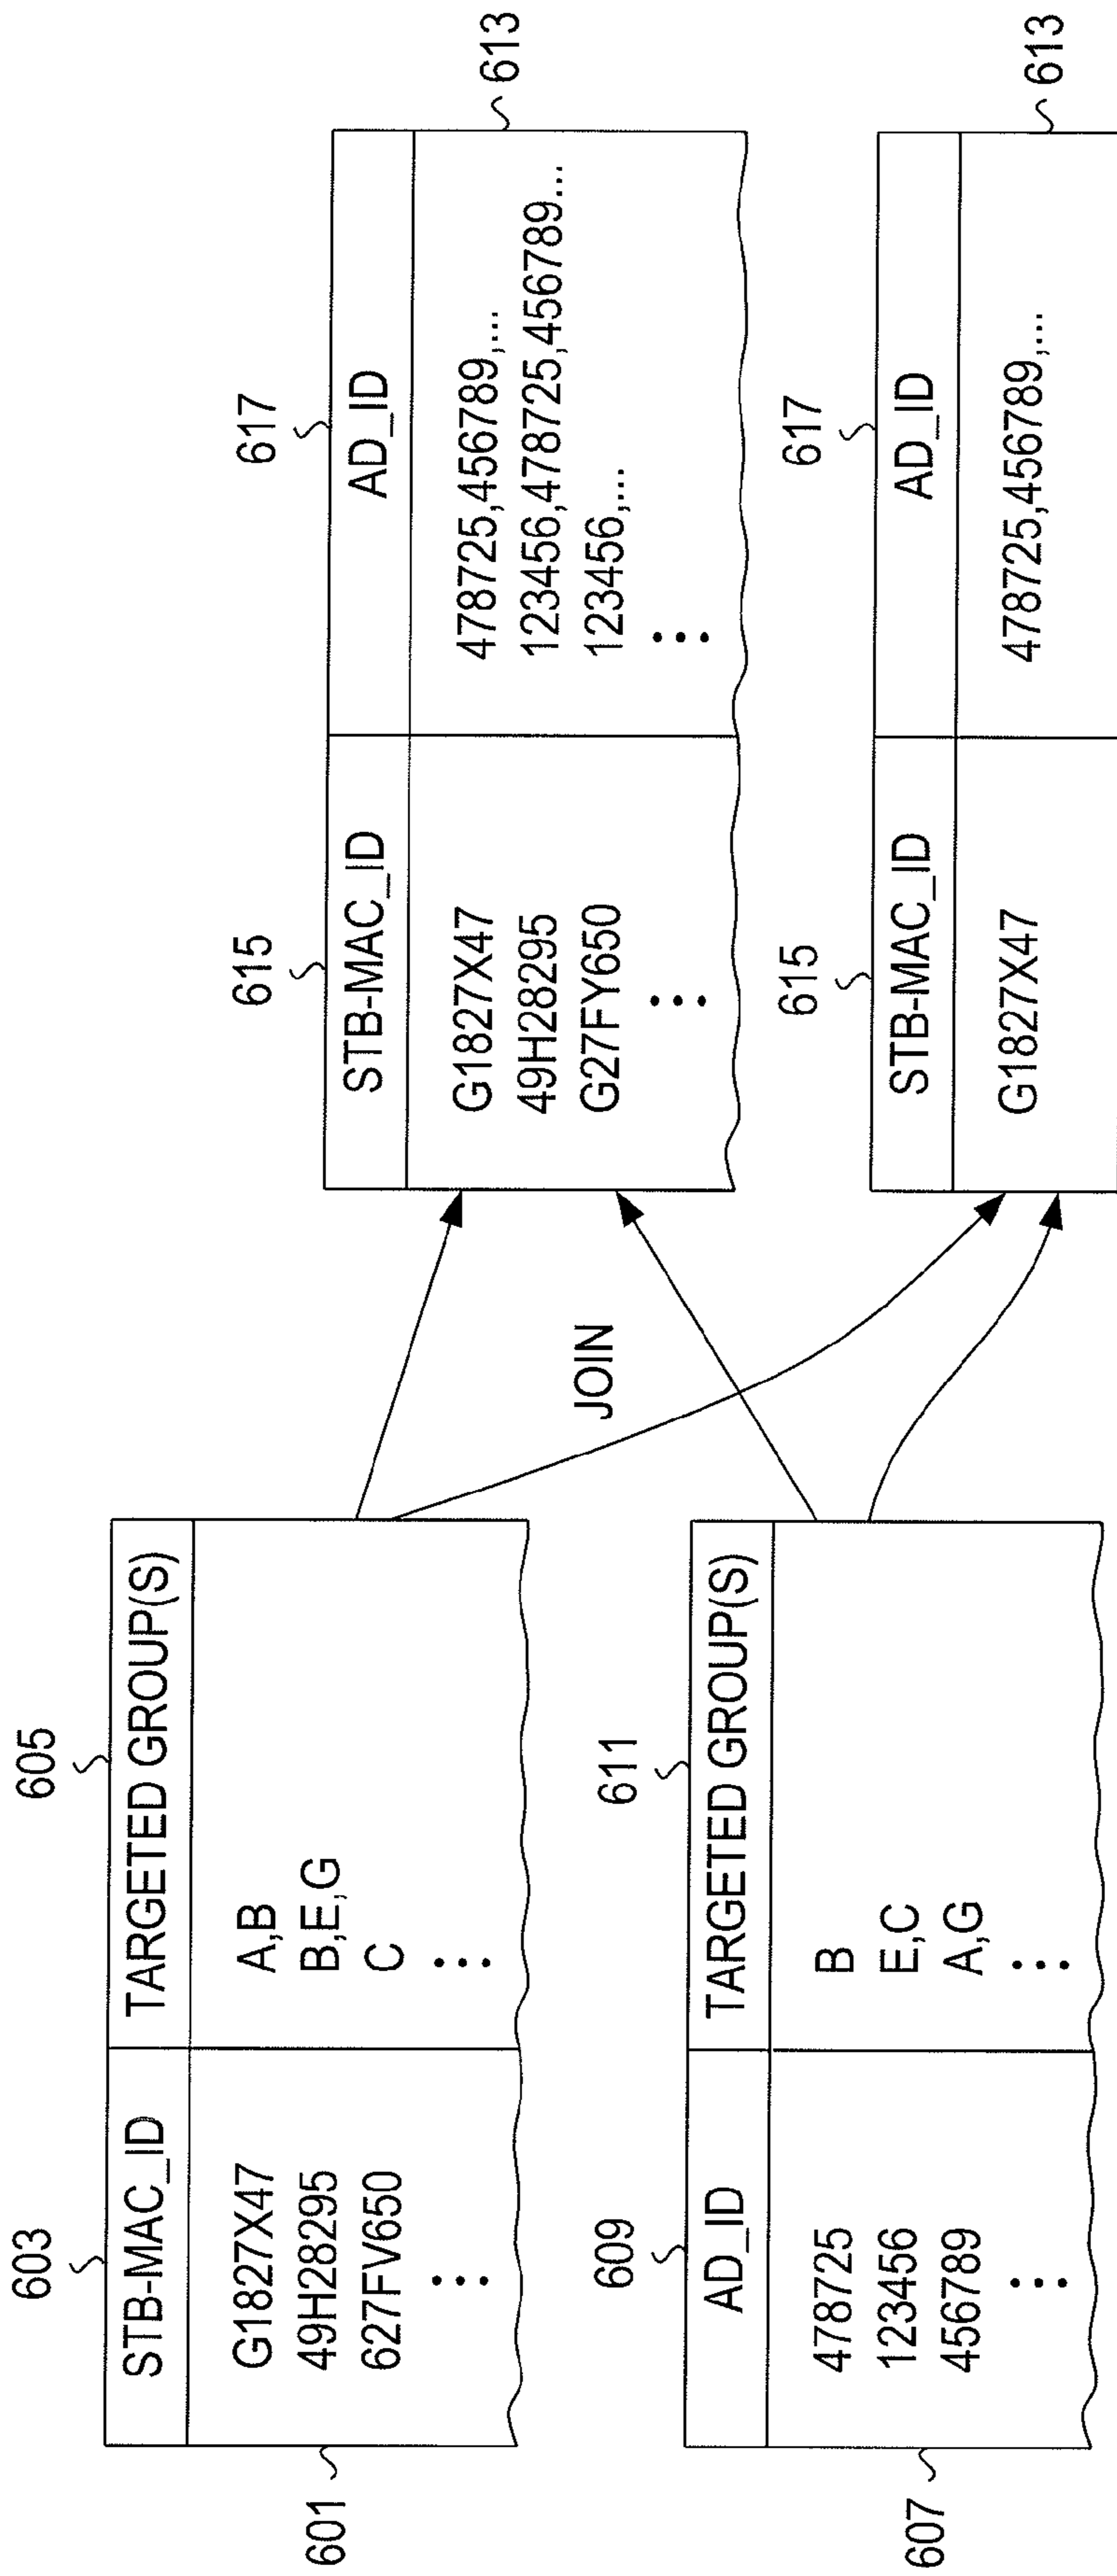 603
605
STB-MAC_ID
TARGETED GROUP(S)
G1827X47
A,B
49H28295
B,E,G
627FV650
C
601
609
611
AD_ID
TARGETED GROUP(S)
478725
B
123456
E,C
456789
A,G
607
JOIN
615
617
STB-MAC_ID
AD_ID
G1827X47
478725,456789,...
49H28295
123456,478725,456789...
G27FY650
123456,...
613
615
617
STB-MAC_ID
AD_ID
G1827X47
478725,456789,...
613